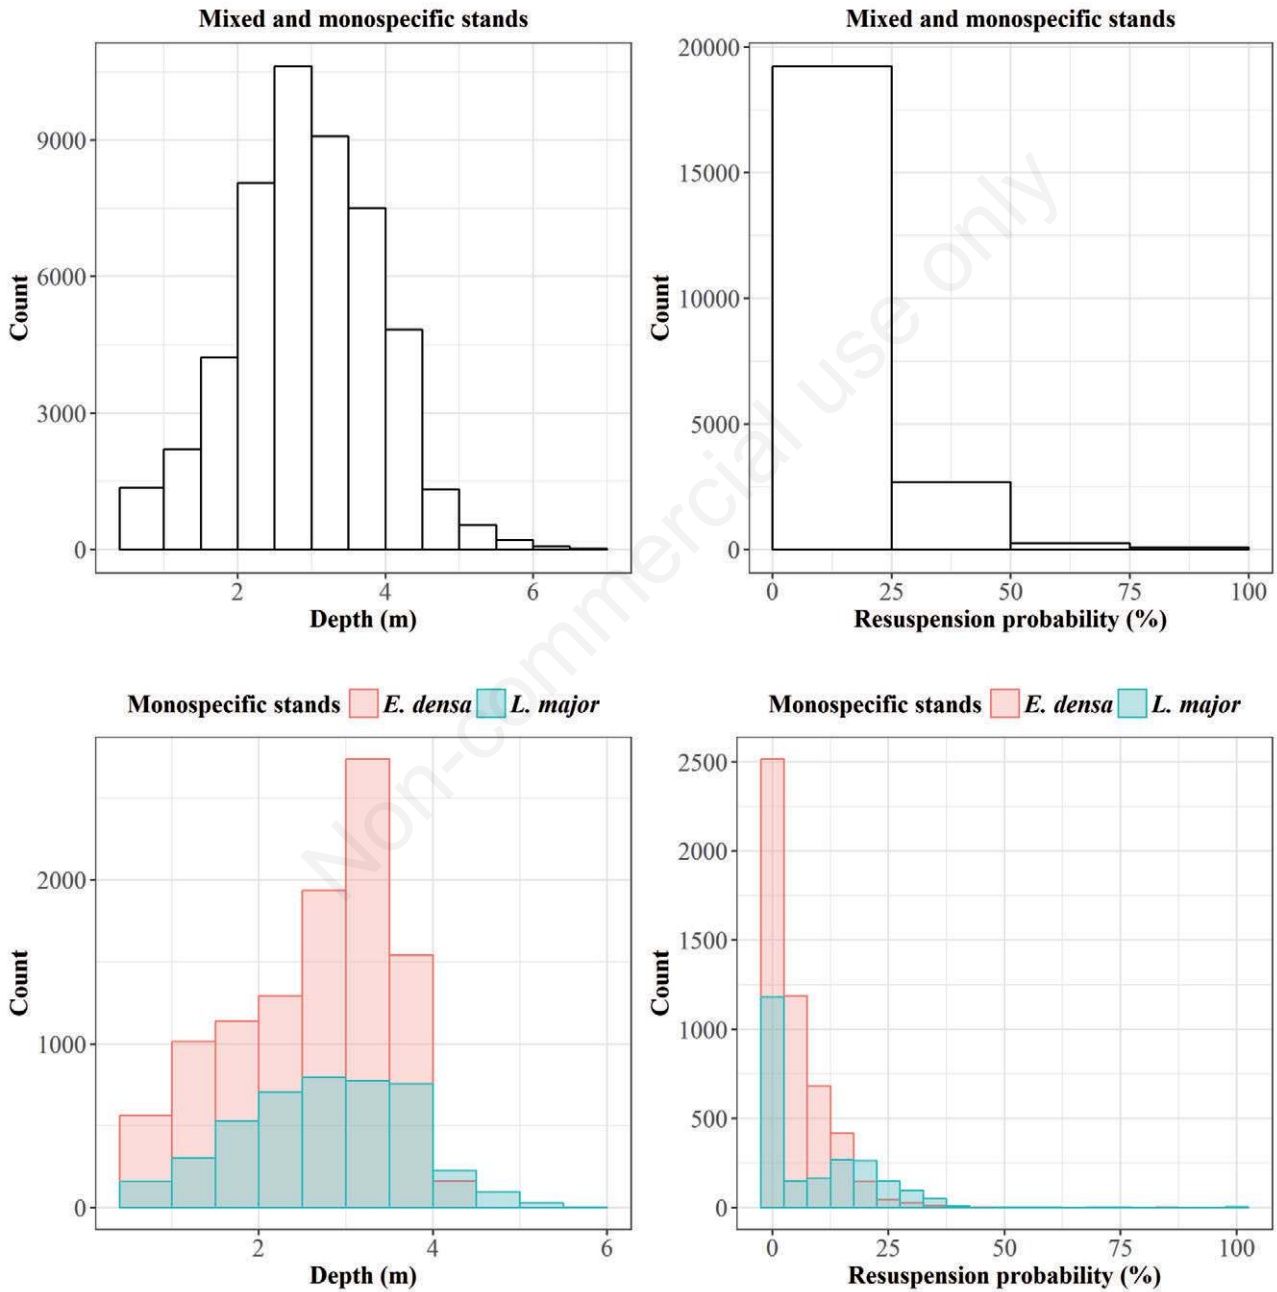 Mixed and monospecific stands
Mixed and monospecific stands
Count
9000
6000
3000
0
2
4
6
Depth (m)
Count
20000
15000
10000
5000
0
0
25
50
75
100
Resuspension probability (%)
Monospecific stands E. densa L. major
Monospecific stands E. densa L. major
Count
2000
1000
0
2
4
6
Depth (m)
Count
2500
2000
1500
1000
500
0
0
25
50
75
100
Resuspension probability (%)
Non-commercial use only